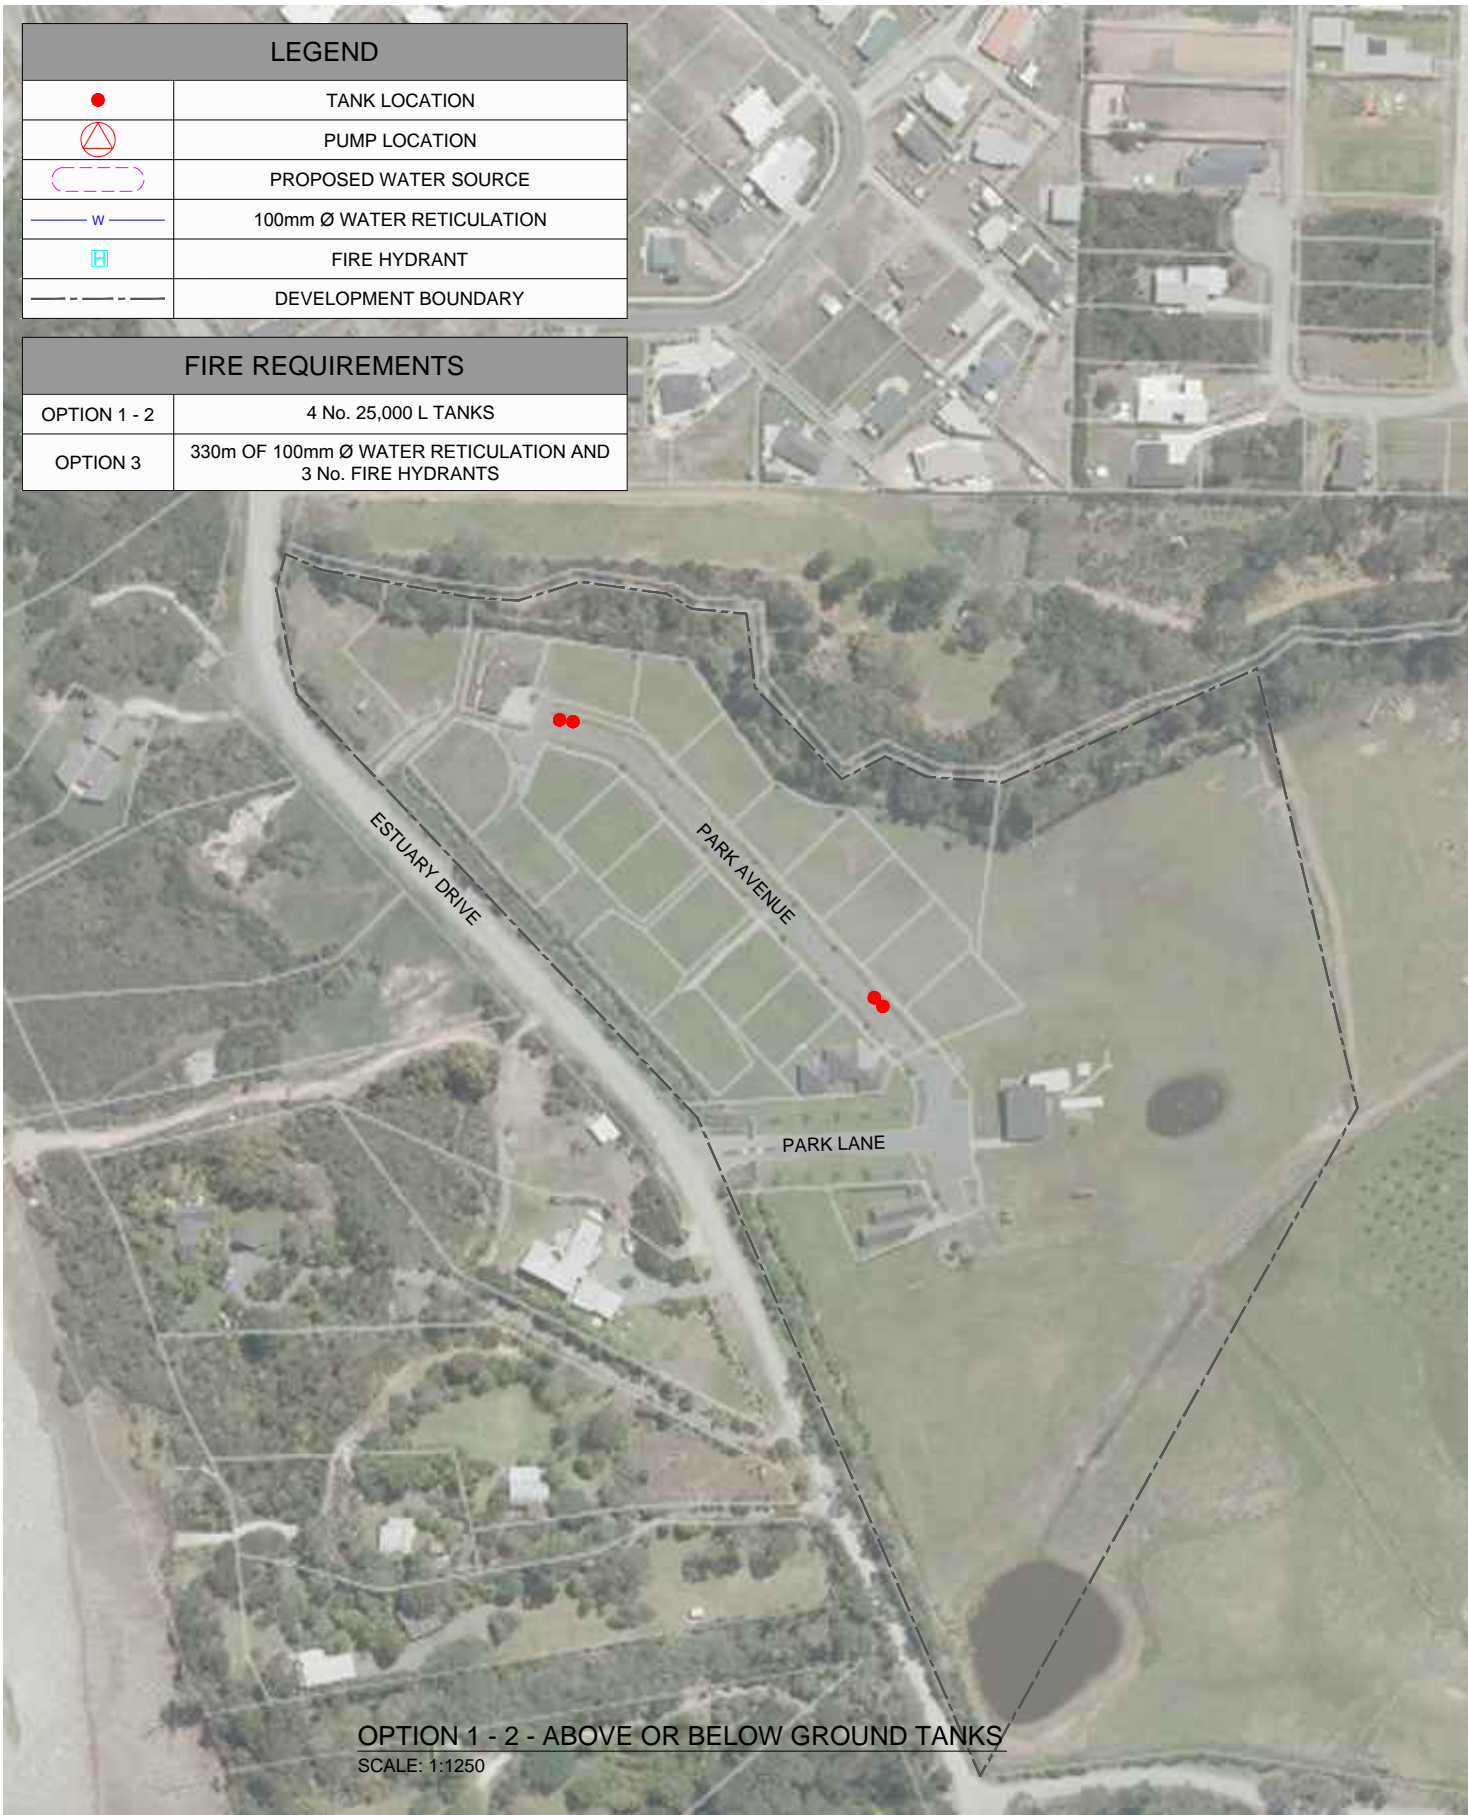 LEGEND
TANK LOCATION
PUMP LOCATION
PROPOSED WATER SOURCE
W
100mm Ø WATER RETICULATION
H
FIRE HYDRANT
DEVELOPMENT BOUNDARY
FIRE REQUIREMENTS
OPTION 1 - 2
4 No. 25,000 L TANKS
OPTION 3
330m OF 100mm Ø WATER RETICULATION AND
3 No. FIRE HYDRANTS
ESTUARY DRIVE
PARK AVENUE
PARK LANE
OPTION 1 - 2 - ABOVE OR BELOW GROUND TANKS
SCALE: 1:1250